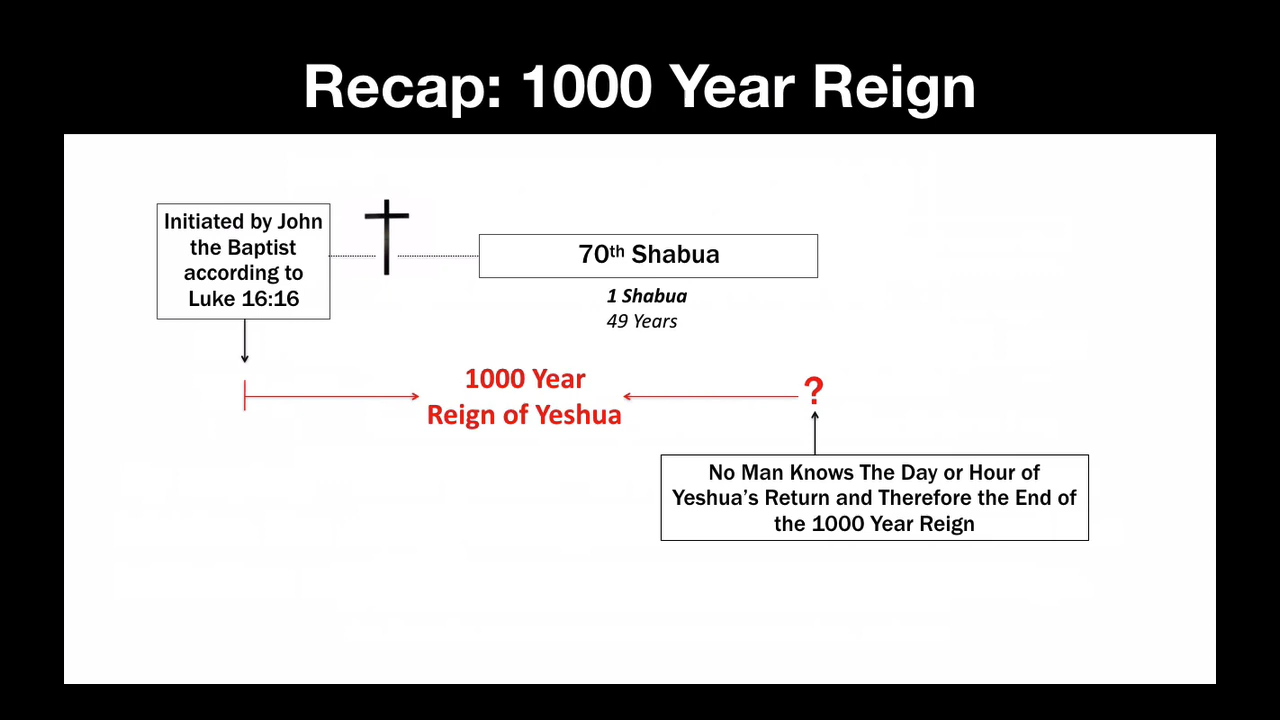 Recap: 1000 Year Reign
Initiated by John
the Baptist
according to
Luke 16:16
70th Shabua
1 Shabua
49 Years
1000 Year
Reign of Yeshua
?
No Man Knows The Day or Hour of
Yeshua’s Return and Therefore the End of
the 1000 Year Reign